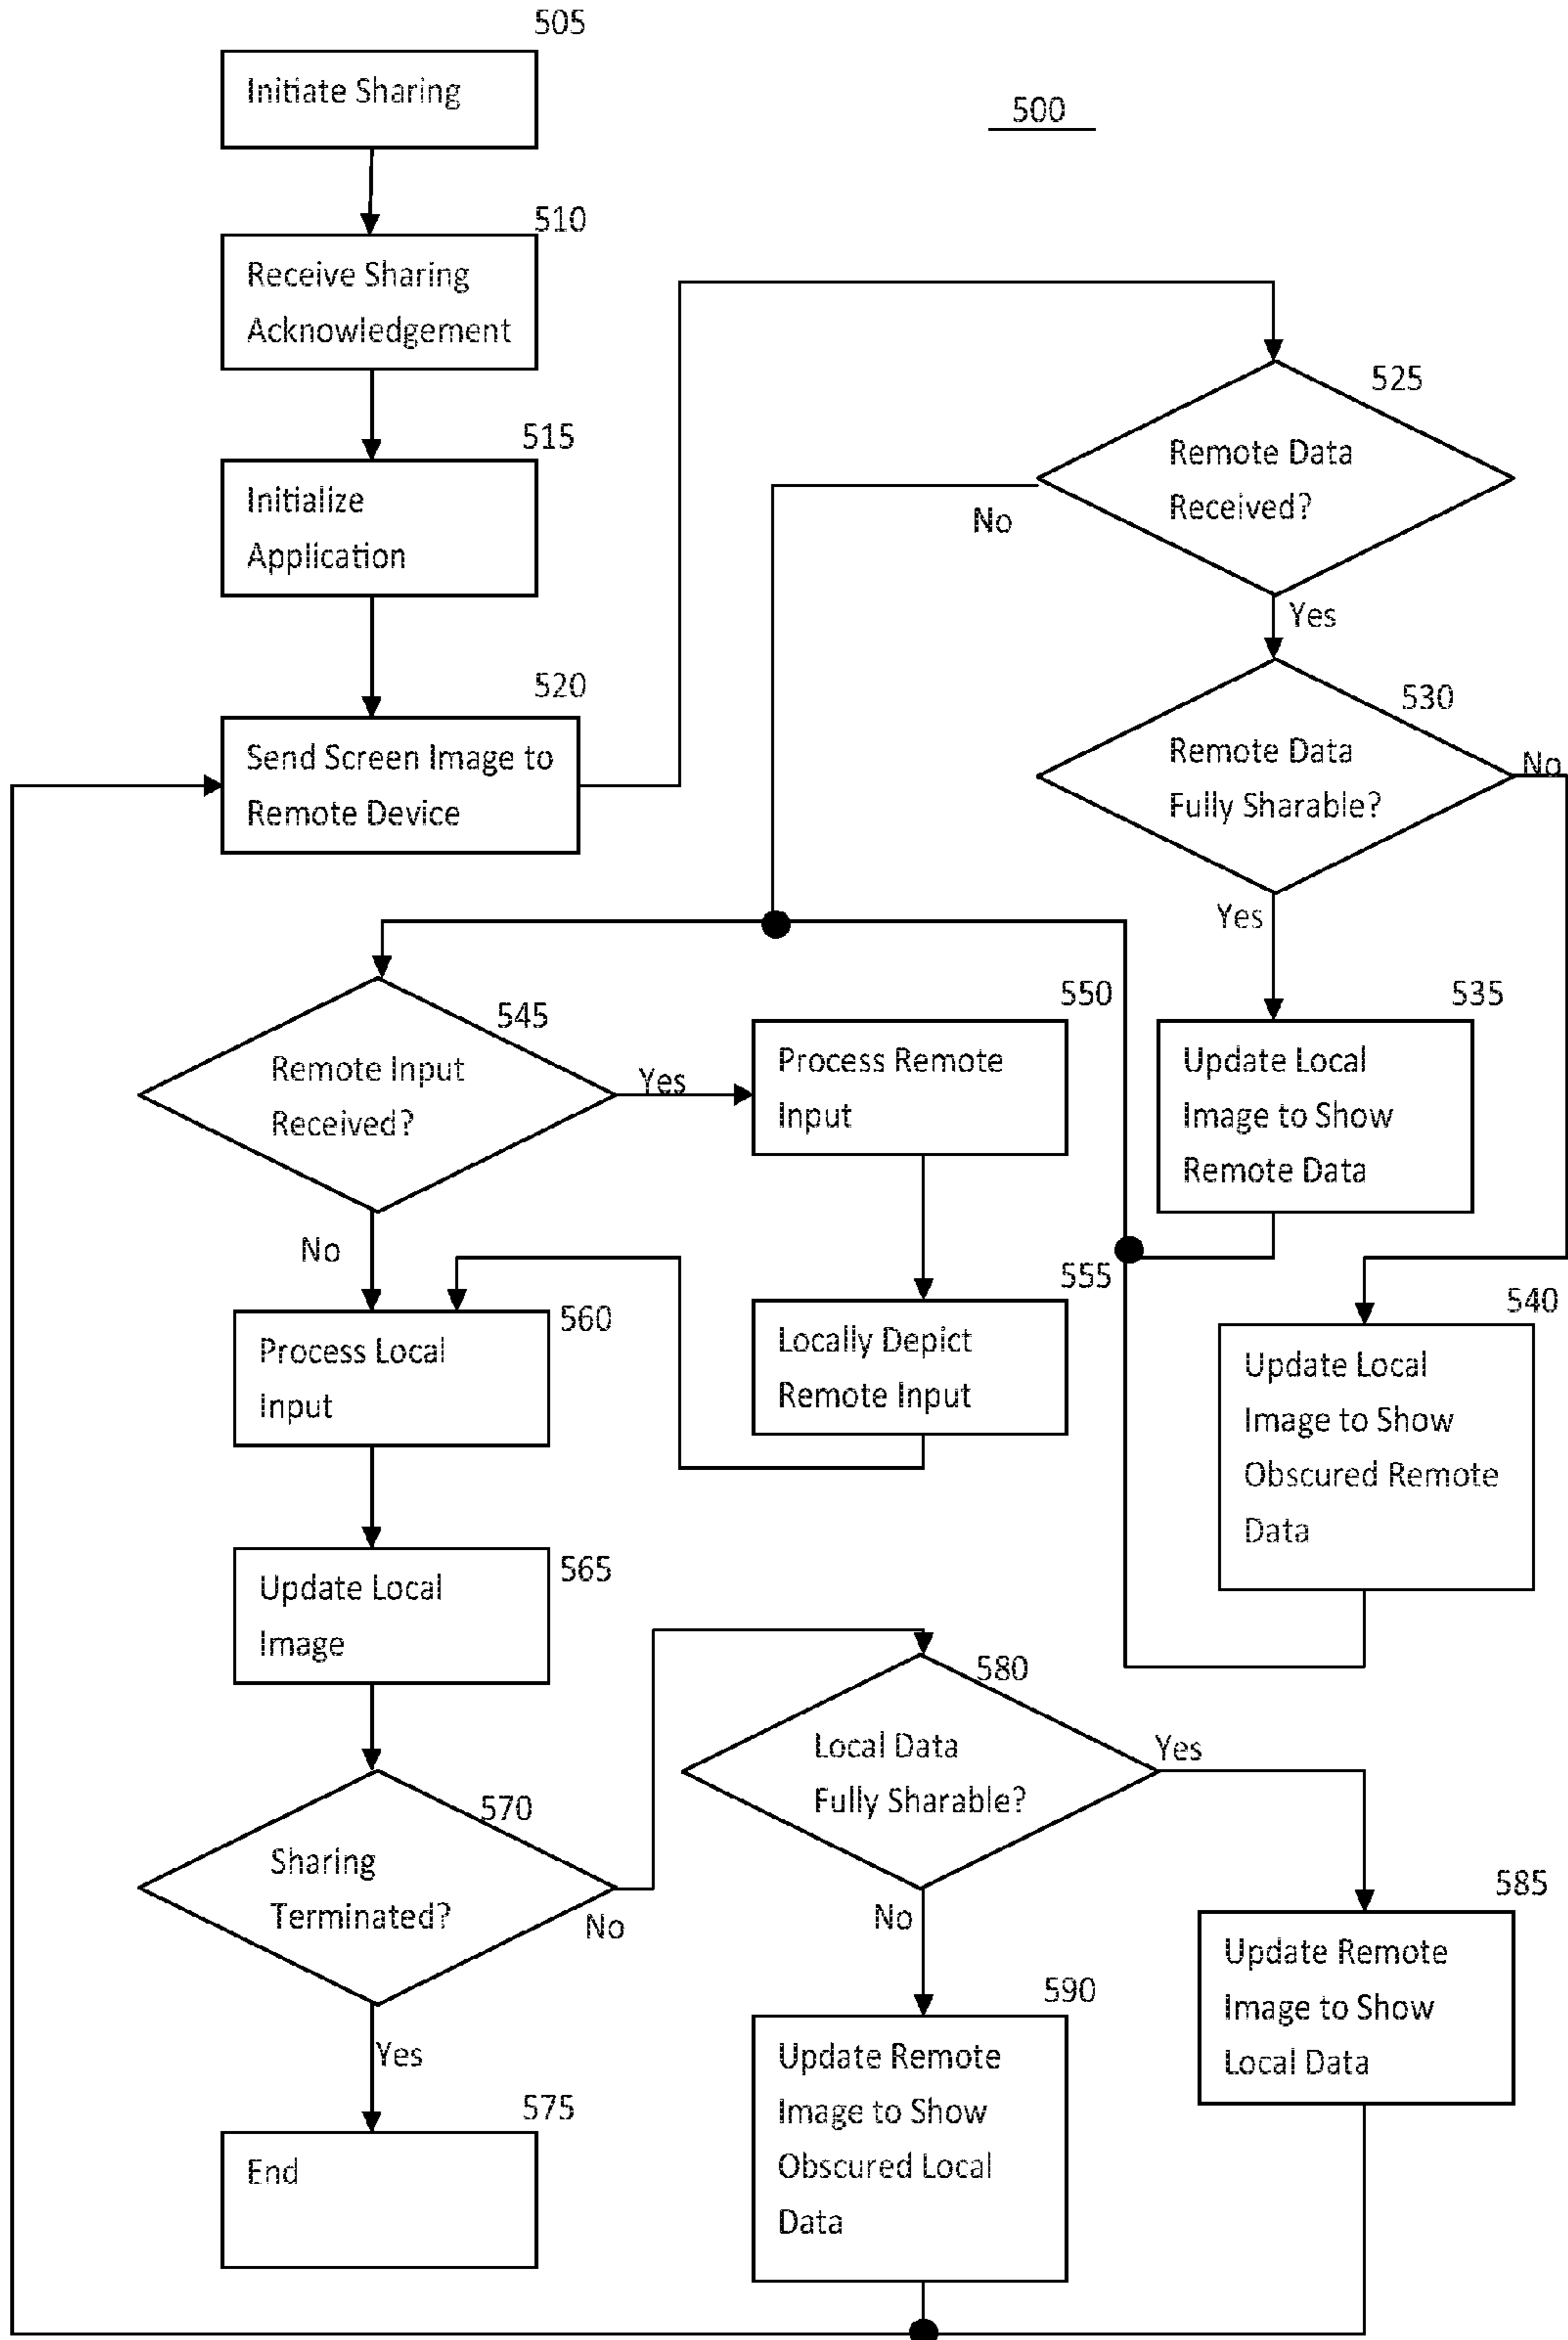 505
Initiate Sharing
500
510
Receive Sharing
Acknowledgement
515
Initialize
Application
520
Send Screen Image to
Remote Device
525
Remote Data
Received?
No
Yes
530
Remote Data
Fully Sharable?
No
Yes
535
Update Local
Image to Show
Remote Data
540
Update Local
Image to Show
Obscured Remote
Data
545
Remote Input
Received?
Yes
No
550
Process Remote
Input
555
Locally Depict
Remote Input
560
Process Local
Input
565
Update Local
Image
570
Sharing
Terminated?
No
Yes
575
End
580
Local Data
Fully Sharable?
Yes
No
585
Update Remote
Image to Show
Local Data
590
Update Remote
Image to Show
Obscured Local
Data